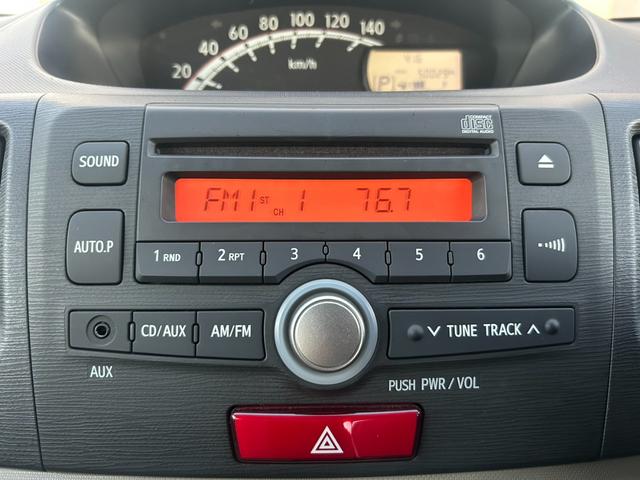 20 40 60 80 100 120 140
km/h
P
COMPACT
disc
DIGITAL AUDIO
SOUND
FM1 ST CH 1 76.7
AUTO.P
1 RND 2 RPT 3 4 5 6
CD/AUX AM/FM TUNE TRACK
AUX
PUSH PWR/VOL